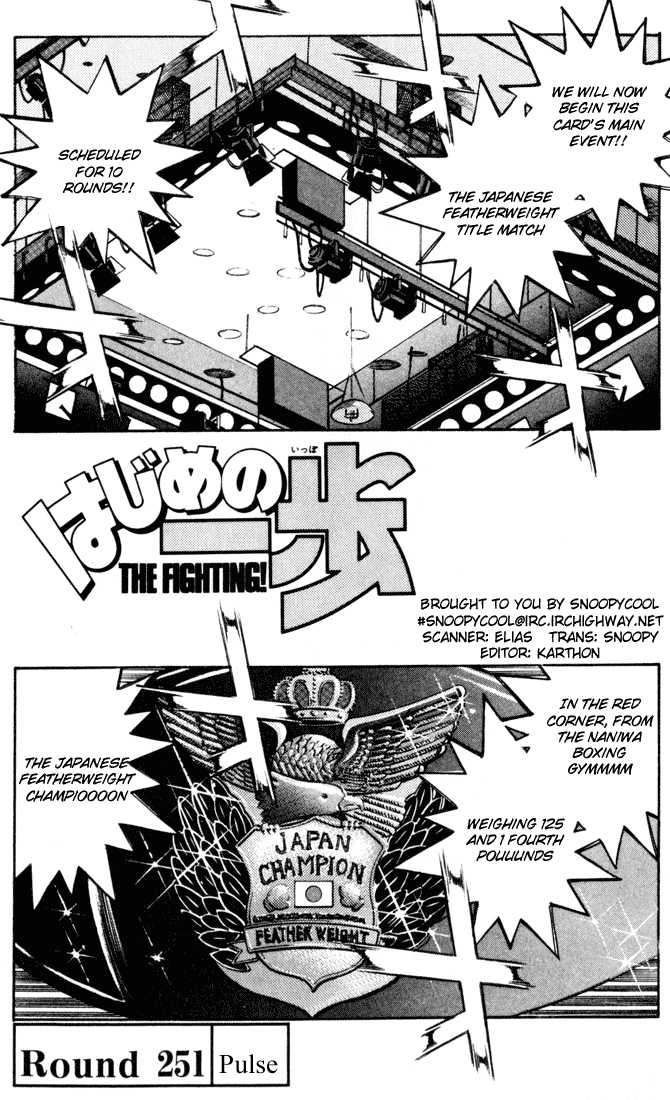 WE WILL NOW
BEGIN THIS
CARD'S MAIN
EVENT!!
THE JAPANESE
FEATHERWEIGHT
TITLE MATCH
SCHEDULED
FOR 10
ROUNDS!!
はじめの
いっぽ
一歩
THE FIGHTING!
BROUGHT TO YOU BY SNOOPYCOOL
#SNOOPYCOOL@IRC.IRCHIGHWAY.NET
SCANNER: ELIAS TRANS: SNOOPY
EDITOR: KARTHON
IN THE RED
CORNER, FROM
THE NANIWA
BOXING
GYMMMM
WEIGHING 125
AND 1 FOURTH
POUUUNDS
THE JAPANESE
FEATHERWEIGHT
CHAMPIOOOON
JAPAN
CHAMPION
FEATHER WEIGHT
Round 251
Pulse